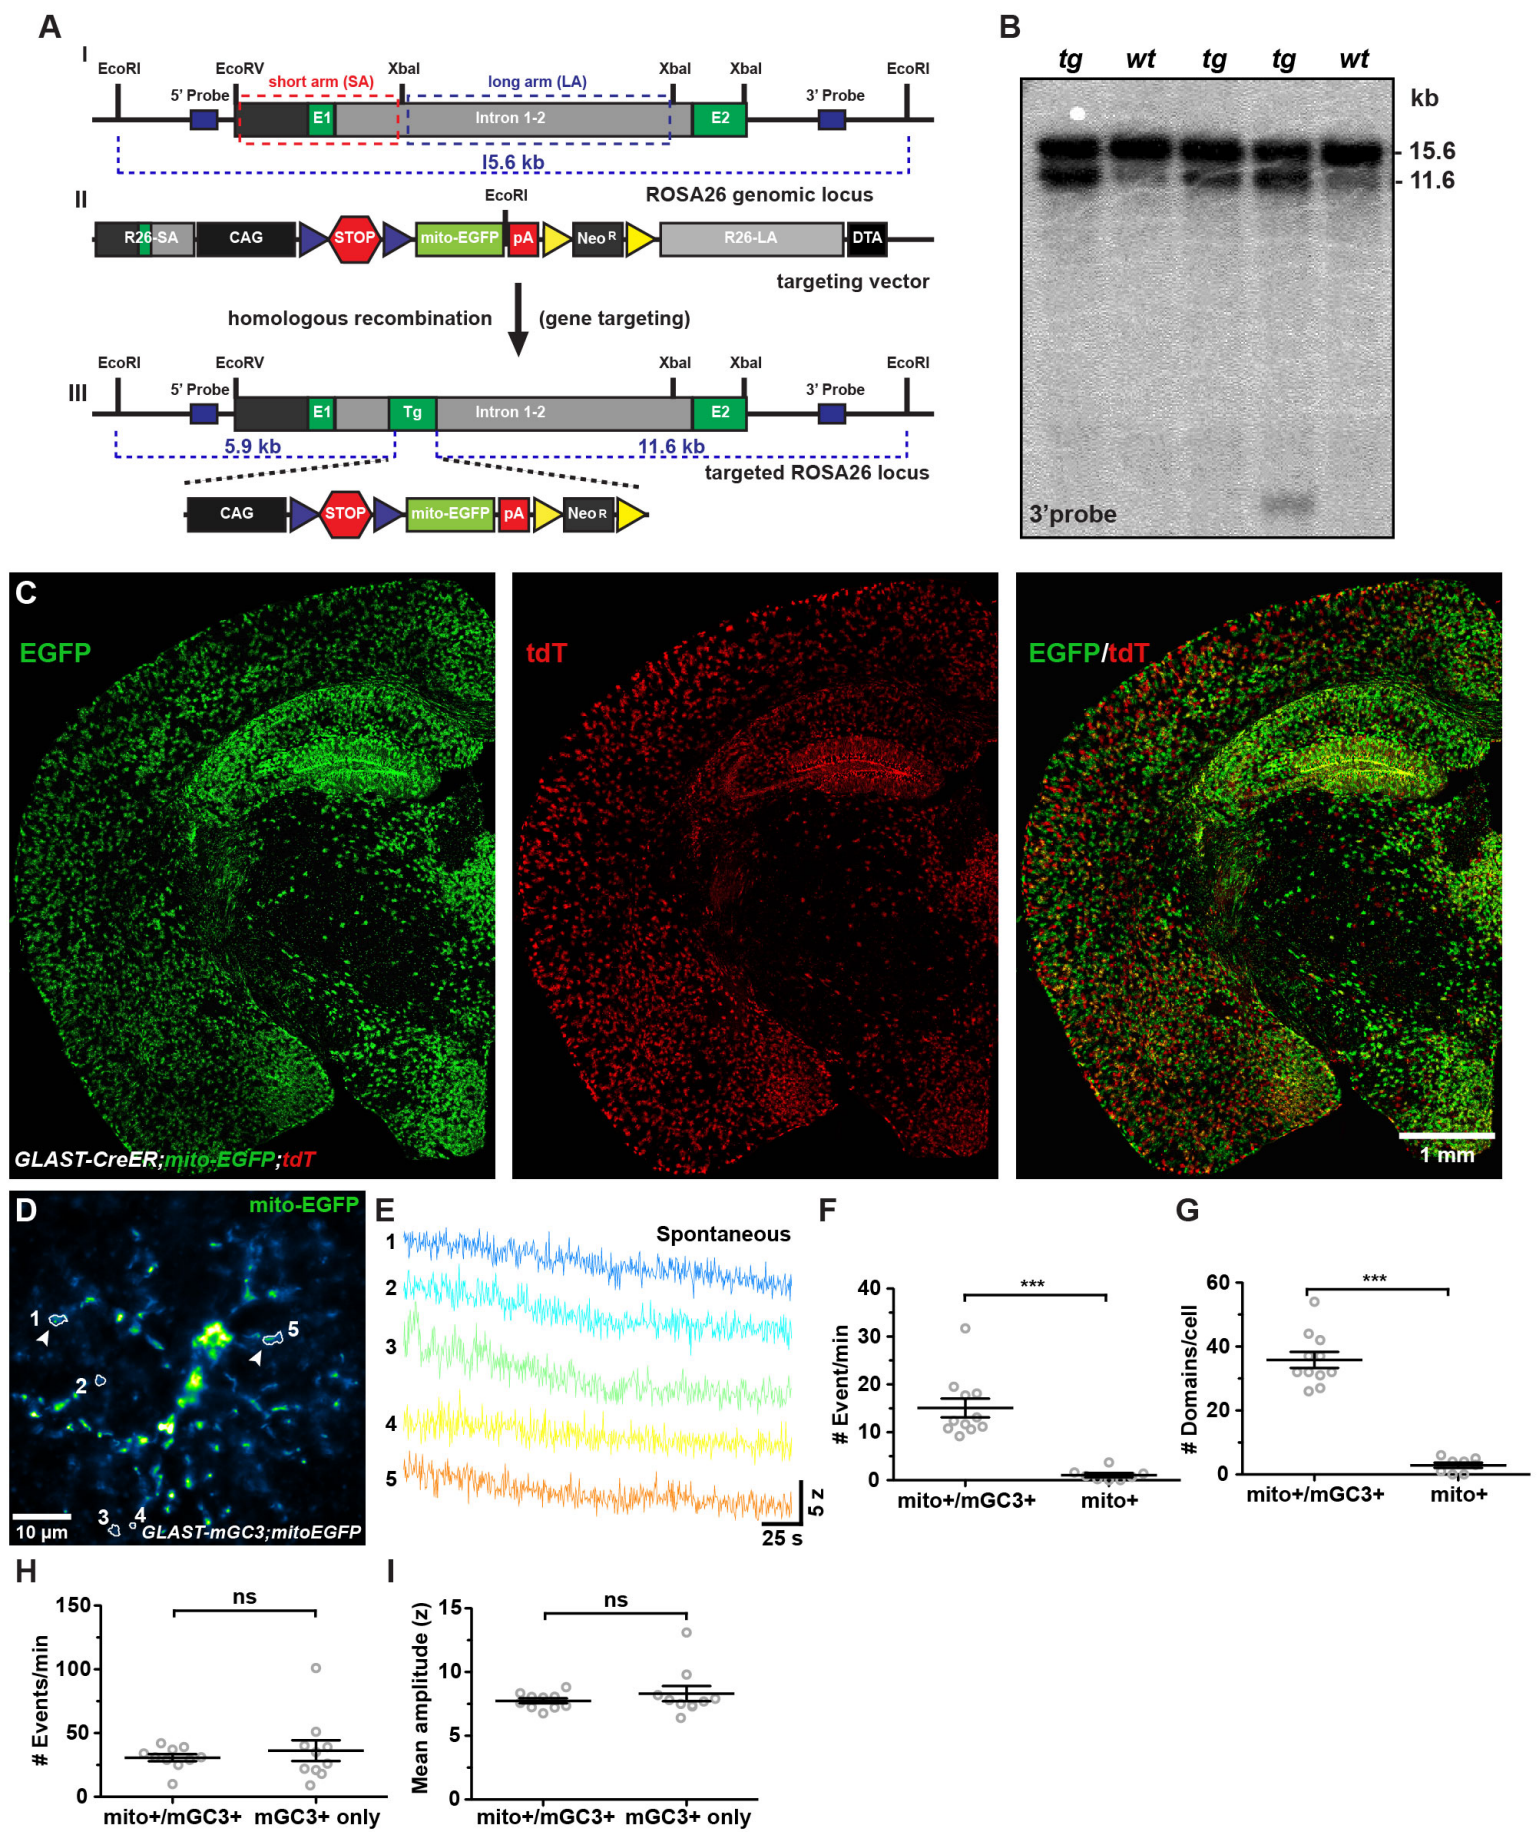 A
I
EcoRI
EcoRV
XbaI
XbaI
XbaI
EcoRI
short arm (SA)
long arm (LA)
5' Probe
3' Probe
E1
Intron 1-2
E2
I5.6 kb
ROSA26 genomic locus
II
EcoRI
R26-SA
CAG
STOP
mito-EGFP
pA
Neo R
R26-LA
DTA
targeting vector
homologous recombination
(gene targeting)
III
EcoRI
EcoRV
XbaI
XbaI
EcoRI
5' Probe
3' Probe
E1
Tg
Intron 1-2
E2
5.9 kb
11.6 kb
targeted ROSA26 locus
CAG
STOP
mito-EGFP
pA
Neo R
B
tg
wt
tg
tg
wt
kb
- 15.6
- 11.6
3'probe
C
EGFP
GLAST-CreER;mito-EGFP;tdT
tdT
EGFP/tdT
1 mm
D
mito-EGFP
1
2
3
4
5
10 µm
GLAST-mGC3;mitoEGFP
E
Spontaneous
1
2
3
4
5
5 z
25 s
F
# Event/min
40
30
20
10
0
***
mito+/mGC3+
mito+
G
# Domains/cell
60
40
20
0
***
mito+/mGC3+
mito+
H
# Events/min
150
100
50
0
ns
mito+/mGC3+
mGC3+ only
I
Mean amplitude (z)
15
10
5
0
ns
mito+/mGC3+
mGC3+ only